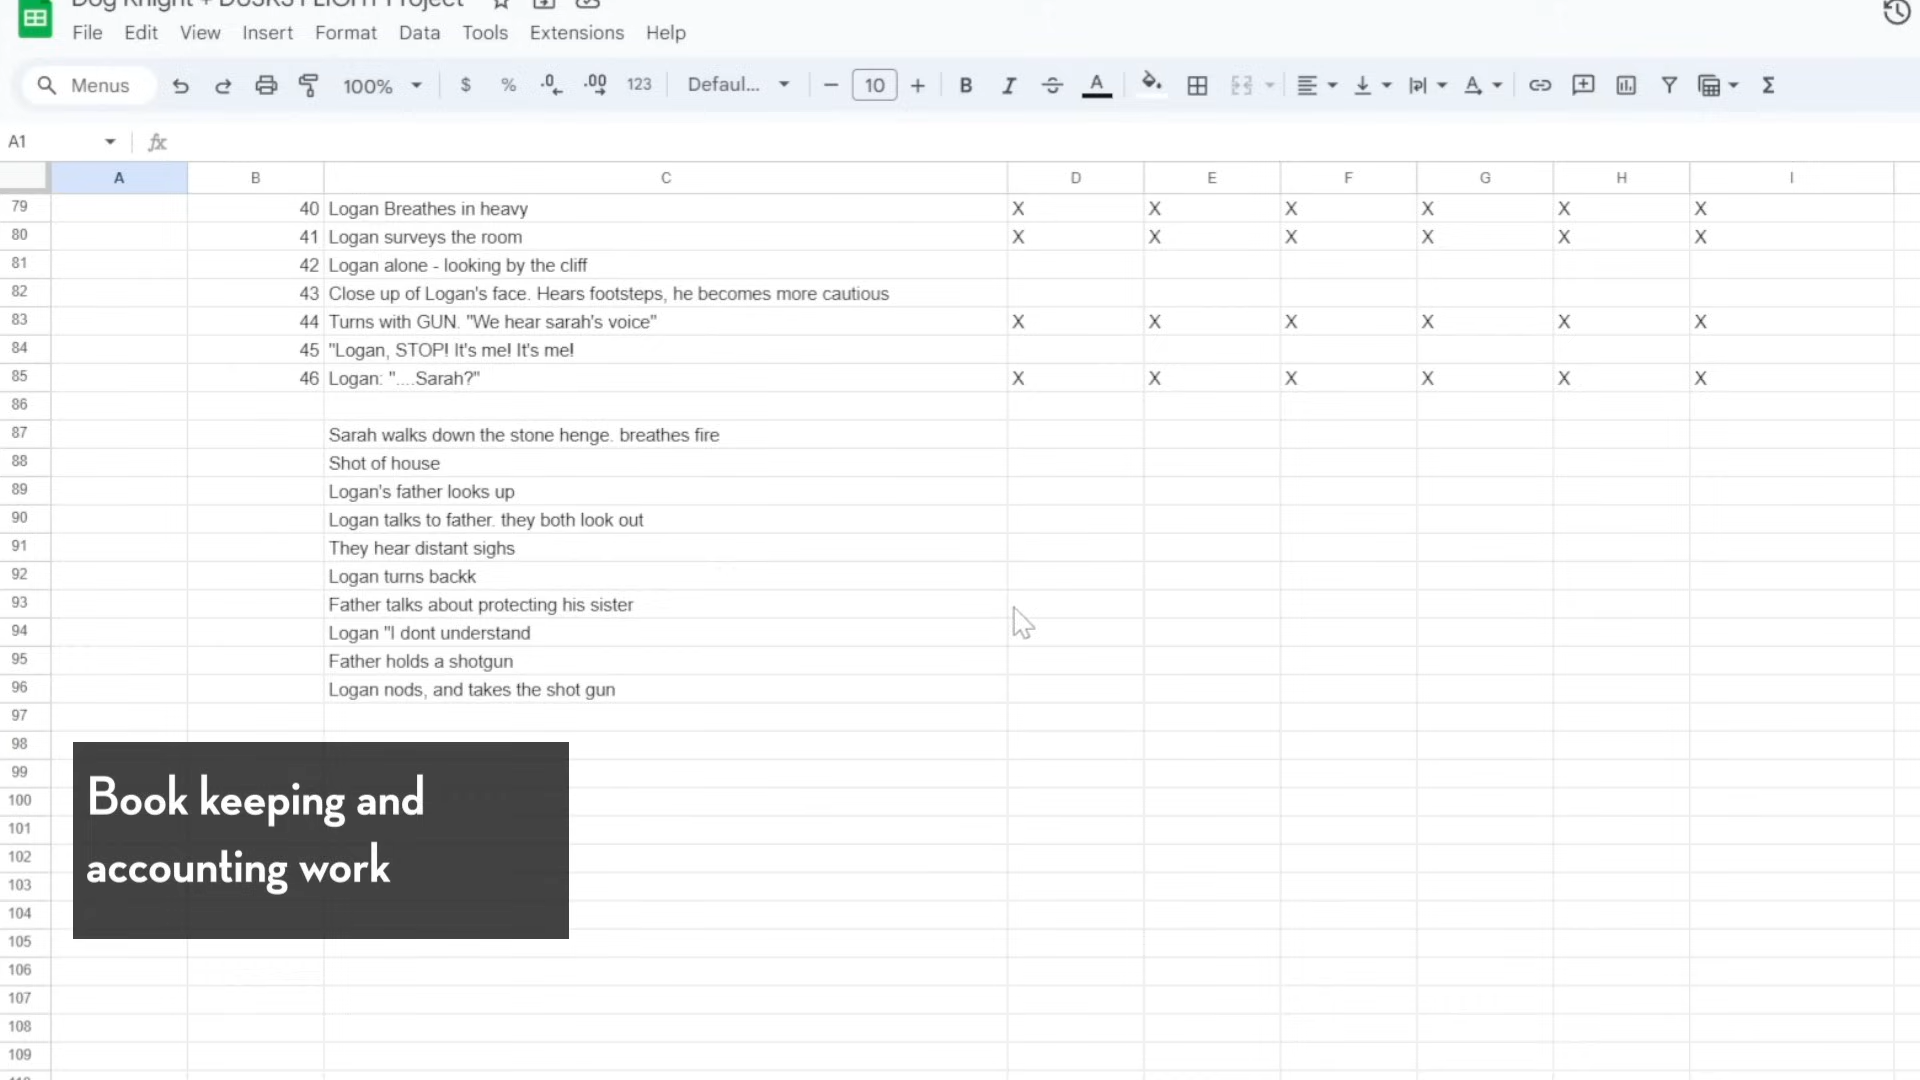 Dog Knight + DUSKS FLIGHT Project
File Edit View Insert Format Data Tools Extensions Help
Menus 100% $ % .0 .00 123 Defaul... 10 B I A
A1 fx
A B C D E F G H I
79 40 Logan Breathes in heavy X X X X X X
80 41 Logan surveys the room X X X X X X
81 42 Logan alone - looking by the cliff
82 43 Close up of Logan's face. Hears footsteps, he becomes more cautious
83 44 Turns with GUN. "We hear sarah's voice" X X X X X X
84 45 "Logan, STOP! It's me! It's me!
85 46 Logan: "....Sarah?" X X X X X X
86
87 Sarah walks down the stone henge. breathes fire
88 Shot of house
89 Logan's father looks up
90 Logan talks to father. they both look out
91 They hear distant sighs
92 Logan turns backk
93 Father talks about protecting his sister
94 Logan "I dont understand
95 Father holds a shotgun
96 Logan nods, and takes the shot gun
97
98
99
100
101
102
103
104
105
106
107
108
109
Book keeping and
accounting work